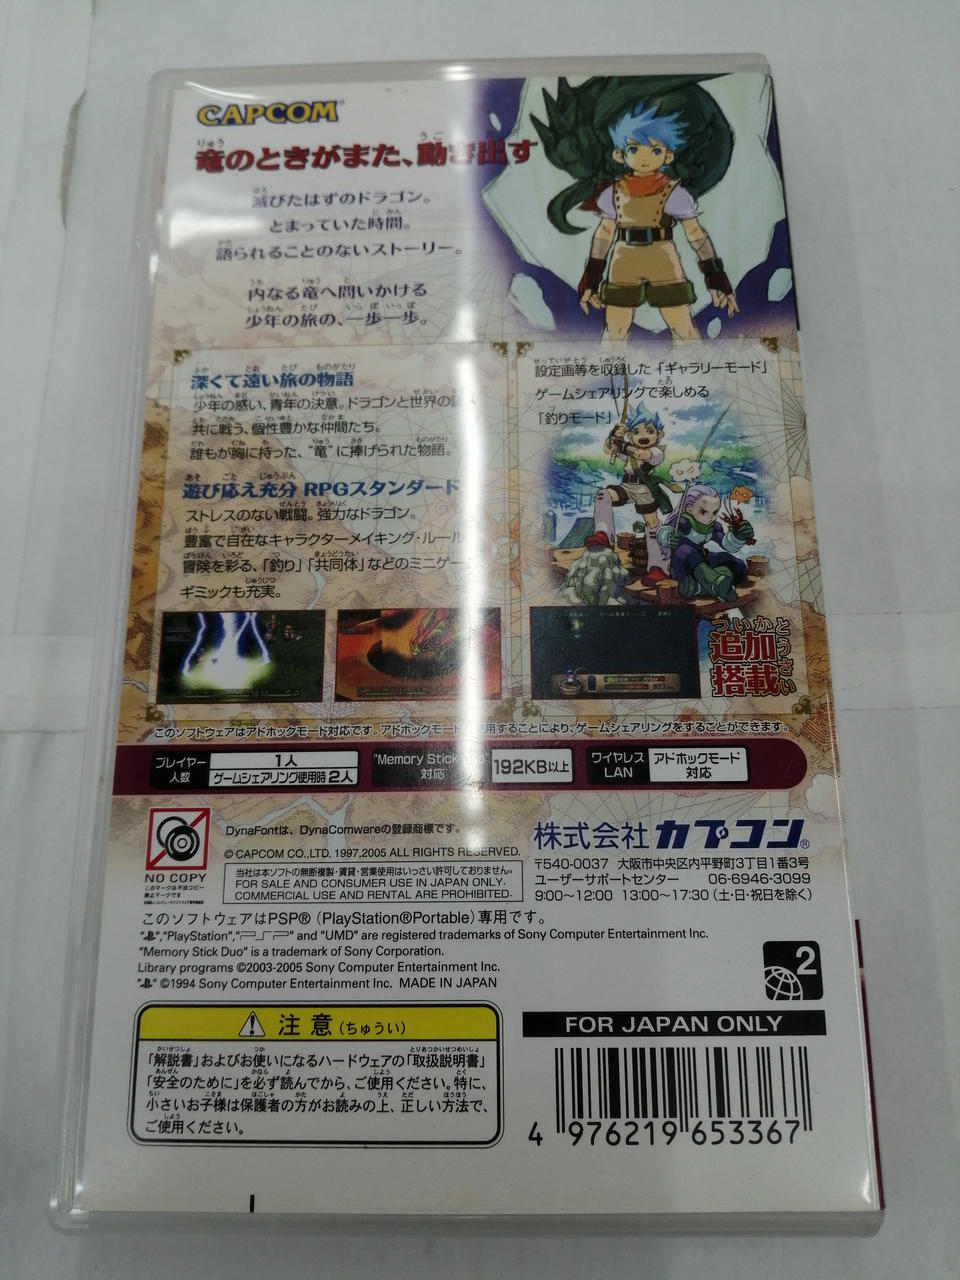 CAPCOM
竜のときがまた、動き出す
滅びたはずのドラゴン。
とまっていた時間。
語られることのないストーリー。
内なる竜へ問いかける
少年の旅の、一歩一歩。
深くて遠い旅の物語
少年の惑い、青年の決意。ドラゴンと世界の
共に戦う、個性豊かな仲間たち。
誰もが胸に持った、"竜"に捧げられた物語。
遊び応え充分 RPGスタンダード
ストレスのない戦闘。強力なドラゴン。
豊富で自在なキャラクターメイキング・ルール
冒険を彩る、「釣り」「共同体」などのミニゲー
ギミックも充実。
設定画等を収録した「ギャラリーモード」
ゲームシェアリングで楽しめる
「釣りモード」
追加
搭載
ついかとうさい
このソフトウェアはアドホックモード対応です。アドホックモード 使用することにより、ゲームシェアリングをすることができます。
プレイヤー人数
1人
ゲームシェアリング使用時 2人
"Memory Stick Duo"対応
192KB以上
ワイヤレスLAN
アドホックモード対応
NO COPY
DynaFontは、DynaComwareの登録商標です。
© CAPCOM CO.,LTD. 1997,2005 ALL RIGHTS RESERVED.
当社は本ソフトの無断複製・賃貸・営業使用はいっさい許可しておりません。
FOR SALE AND CONSUMER USE IN JAPAN ONLY.
COMMERCIAL USE AND RENTAL ARE PROHIBITED.
株式会社 カプコン®
〒540-0037 大阪市中央区内平野町3丁目1番3号
ユーザーサポートセンター 06-6946-3099
9:00〜12:00 13:00〜17:30（土・日・祝日を除く）
このソフトウェアはPSP®（PlayStation®Portable）専用です。
"PlayStation", "PSP" and "UMD" are registered trademarks of Sony Computer Entertainment Inc.
"Memory Stick Duo" is a trademark of Sony Corporation.
Library programs ©2003-2005 Sony Computer Entertainment Inc.
©1994 Sony Computer Entertainment Inc. MADE IN JAPAN
2
FOR JAPAN ONLY
注意（ちゅうい）
「解説書」およびお使いになるハードウェアの「取扱説明書」
「安全のために」を必ず読んでから、ご使用ください。特に、
小さいお子様は保護者の方がお読みの上、正しい方法で、
ご使用ください。
4 976219 653367